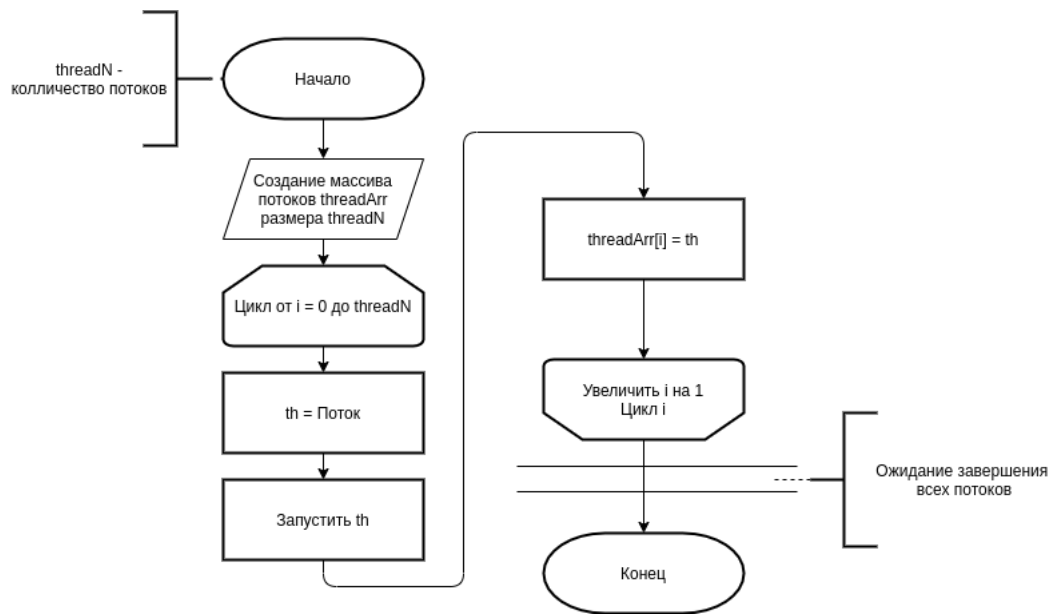 threadN -
колличество потоков
Начало
Создание массива
потоков threadArr
размера threadN
Цикл от i = 0 до threadN
th = Поток
Запустить th
threadArr[i] = th
Увеличить i на 1
Цикл i
Ожидание завершения
всех потоков
Конец